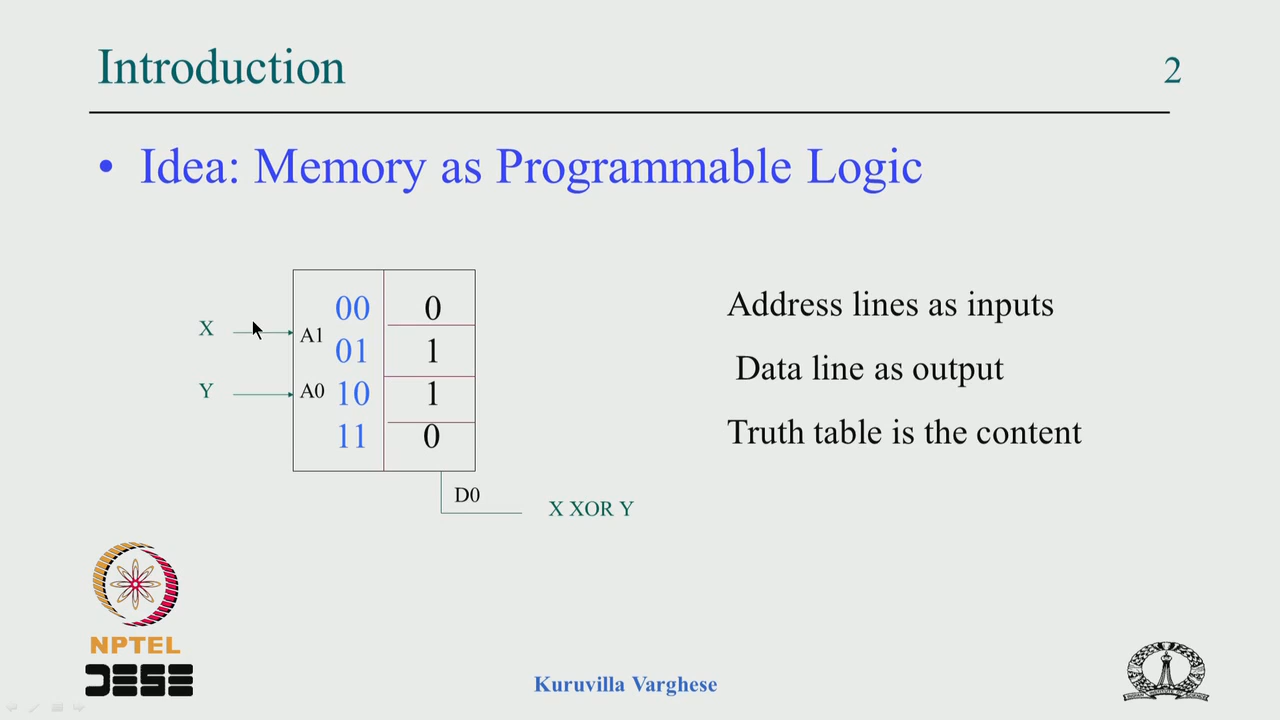 Introduction 2
• Idea: Memory as Programmable Logic
X
Y
A1
A0
00 0
01 1
10 1
11 0
D0
X XOR Y
Address lines as inputs
Data line as output
Truth table is the content
NPTEL
DESE
Kuruvilla Varghese